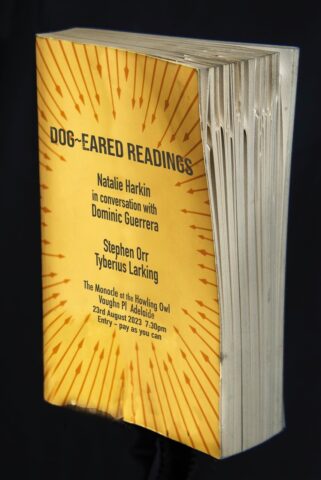 DOG~EARED READINGS
Natalie Harkin
in conversation with
Dominic Guerrera
Stephen Orr
Tyberius Larking
The Monocle at the Howling Owl
Vaughn Pl Adelaide
23rd August 2023 7:30pm
Entry – pay as you can